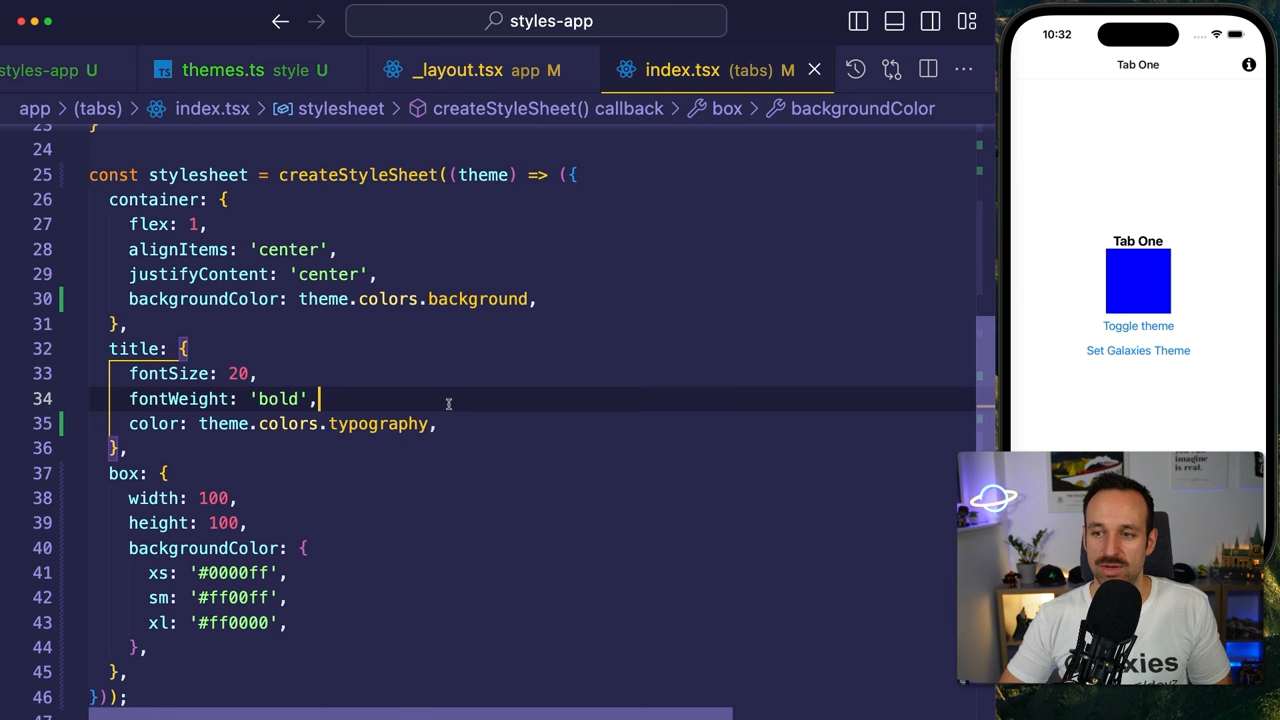 styles-app
styles-app U
themes.ts style U
_layout.tsx app M
index.tsx (tabs) M
app > (tabs) > index.tsx > stylesheet > createStyleSheet() callback > box > backgroundColor
23 }
24
25 const stylesheet = createStyleSheet((theme) => ({
26 container: {
27 flex: 1,
28 alignItems: 'center',
29 justifyContent: 'center',
30 backgroundColor: theme.colors.background,
31 },
32 title: {
33 fontSize: 20,
34 fontWeight: 'bold',
35 color: theme.colors.typography,
36 },
37 box: {
38 width: 100,
39 height: 100,
40 backgroundColor: {
41 xs: '#0000ff',
42 sm: '#ff00ff',
43 xl: '#ff0000',
44 },
45 },
46 }));
10:32
Tab One
Tab One
Toggle theme
Set Galaxies Theme
imagine
is real.